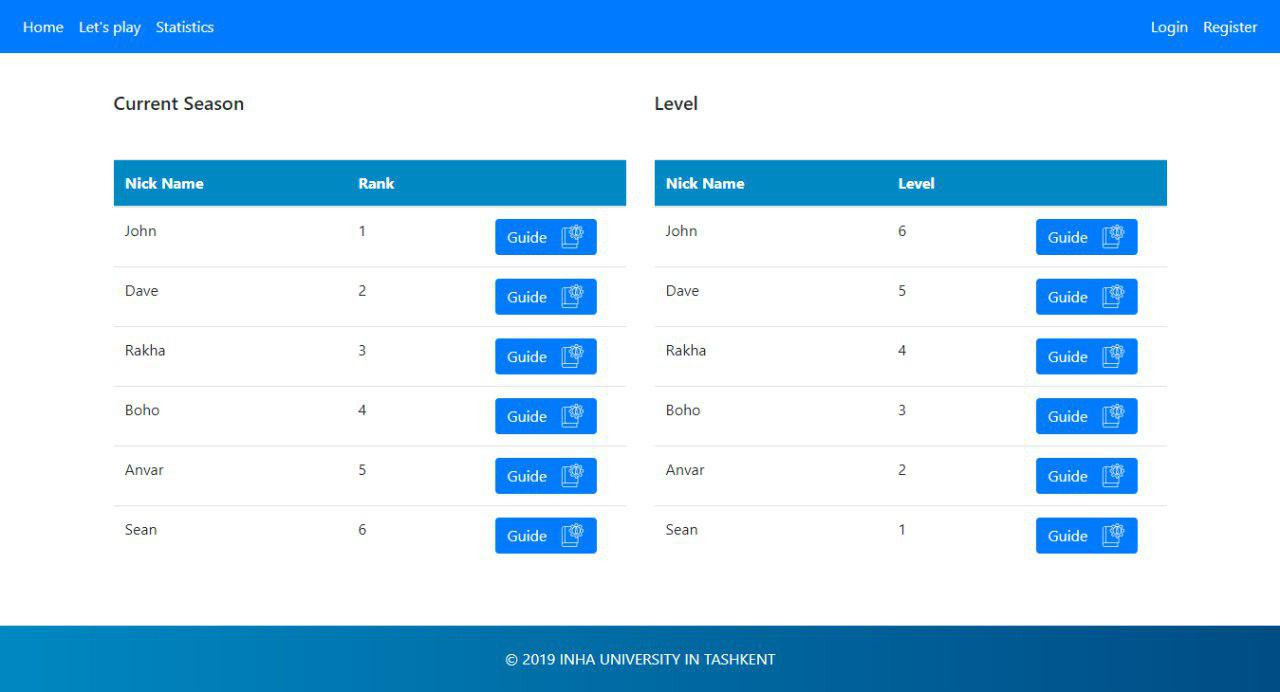 Home Let's play Statistics Login Register
Current Season
Nick Name Rank
John 1 Guide
Dave 2 Guide
Rakha 3 Guide
Boho 4 Guide
Anvar 5 Guide
Sean 6 Guide
Level
Nick Name Level
John 6 Guide
Dave 5 Guide
Rakha 4 Guide
Boho 3 Guide
Anvar 2 Guide
Sean 1 Guide
© 2019 INHA UNIVERSITY IN TASHKENT